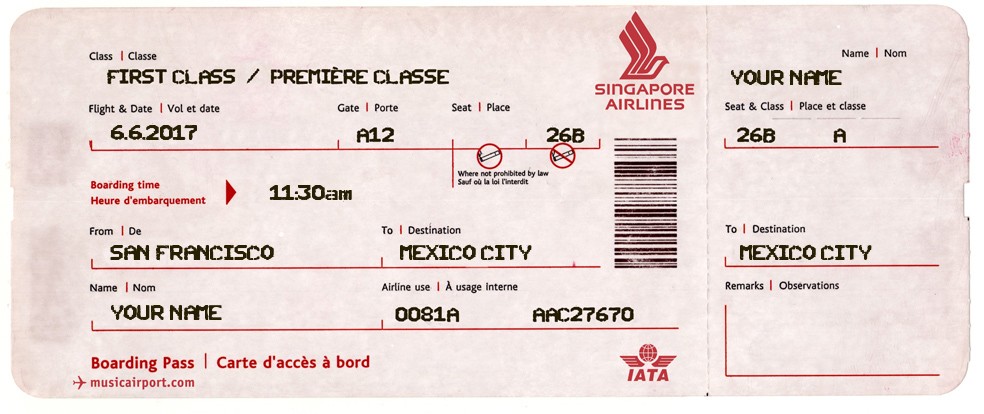 Class | Classe
FIRST CLASS / PREMIÈRE CLASSE
Flight & Date | Vol et date
Gate | Porte
Seat | Place
6.6.2017
A12
26B
Where not prohibited by law
Sauf où la loi l'interdit
Boarding time
Heure d'embarquement
11:30am
From | De
To | Destination
SAN FRANCISCO
MEXICO CITY
Name | Nom
Airline use | À usage interne
YOUR NAME
0081A
AAC27670
Boarding Pass | Carte d'accès à bord
musicairport.com
SINGAPORE
AIRLINES
IATA
Name | Nom
YOUR NAME
Seat & Class | Place et classe
26B A
To | Destination
MEXICO CITY
Remarks | Observations